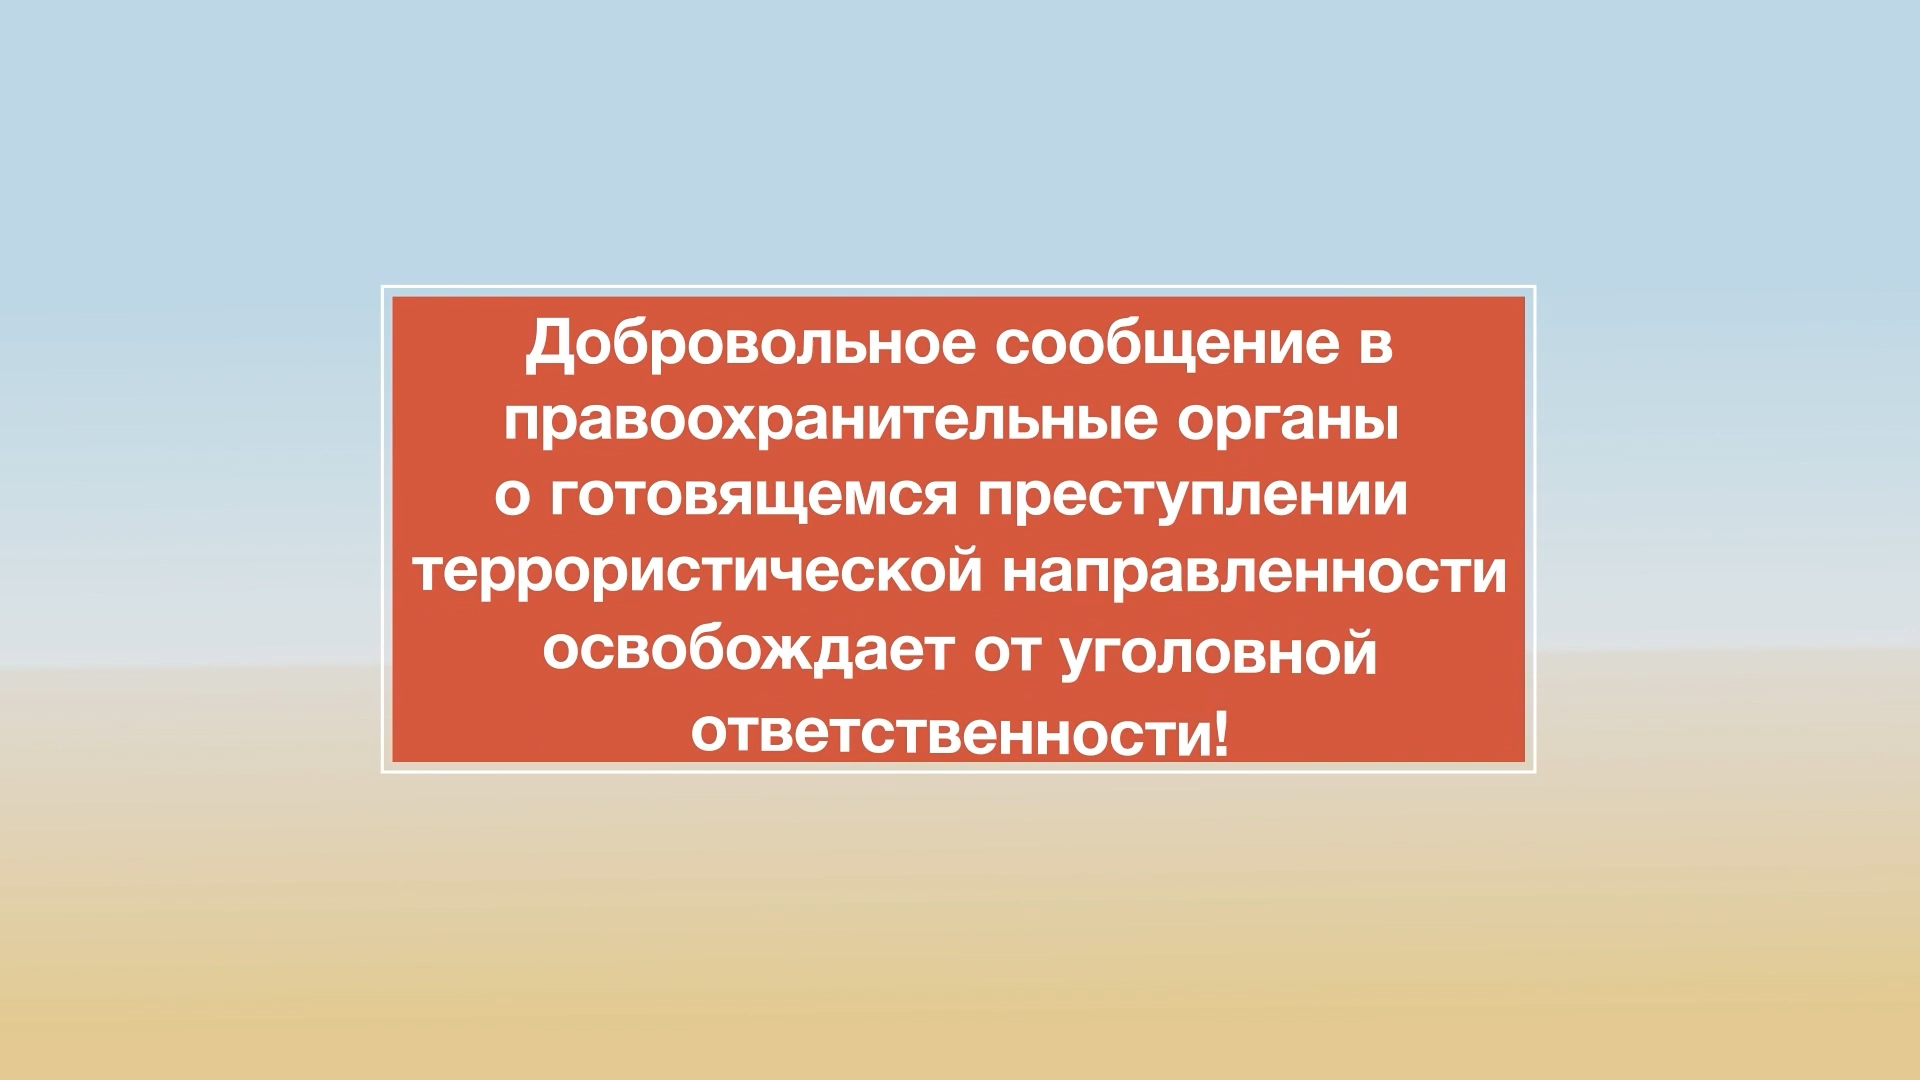 Добровольное сообщение в
правоохранительные органы
о готовящемся преступлении
террористической направленности
освобождает от уголовной
ответственности!